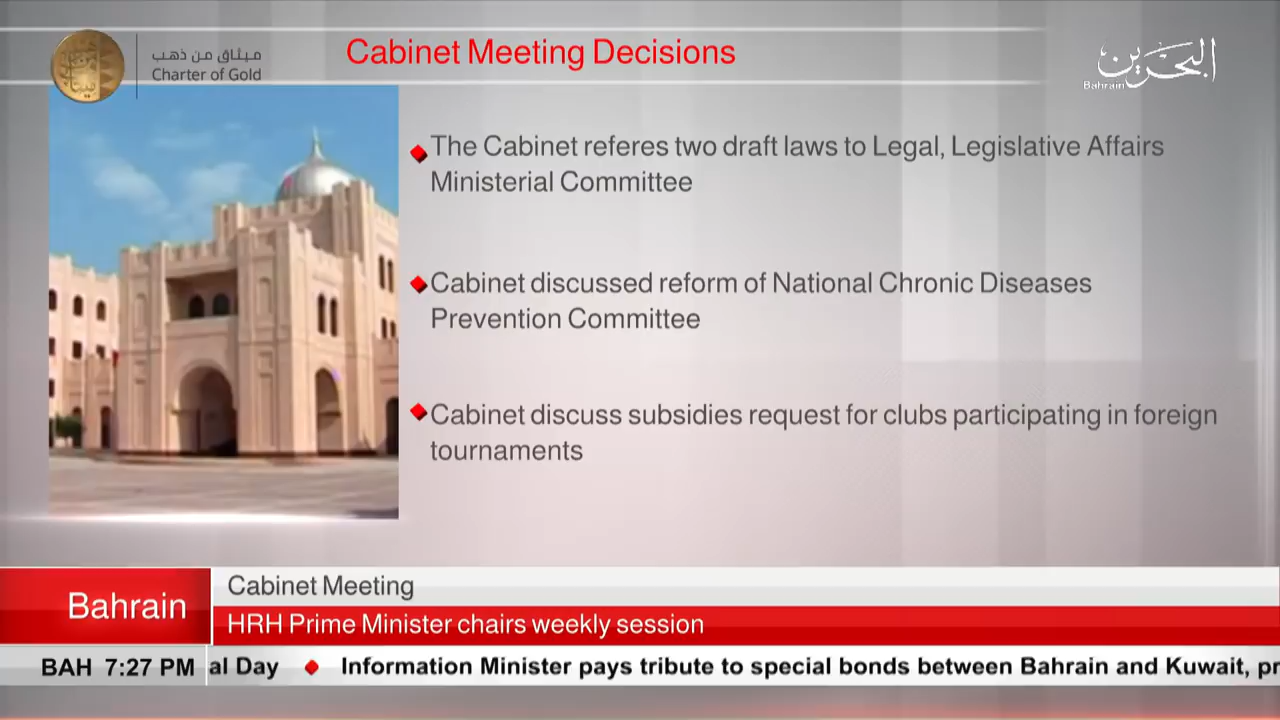 ميثاق من ذهب
Charter of Gold
Cabinet Meeting Decisions
البحرين
Bahrain
The Cabinet referes two draft laws to Legal, Legislative Affairs
Ministerial Committee
Cabinet discussed reform of National Chronic Diseases
Prevention Committee
Cabinet discuss subsidies request for clubs participating in foreign
tournaments
Bahrain
Cabinet Meeting
HRH Prime Minister chairs weekly session
BAH 7:27 PM al Day ◆ Information Minister pays tribute to special bonds between Bahrain and Kuwait, pr